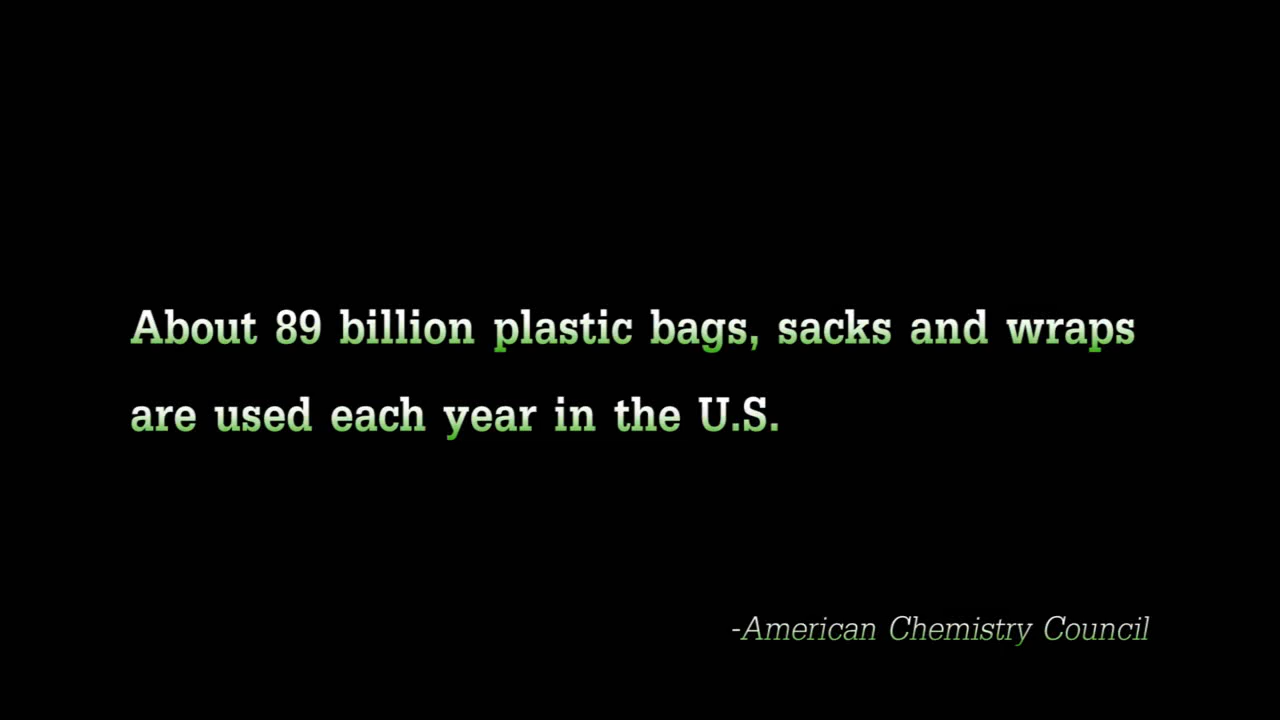 About 89 billion plastic bags, sacks and wraps
are used each year in the U.S.
-American Chemistry Council